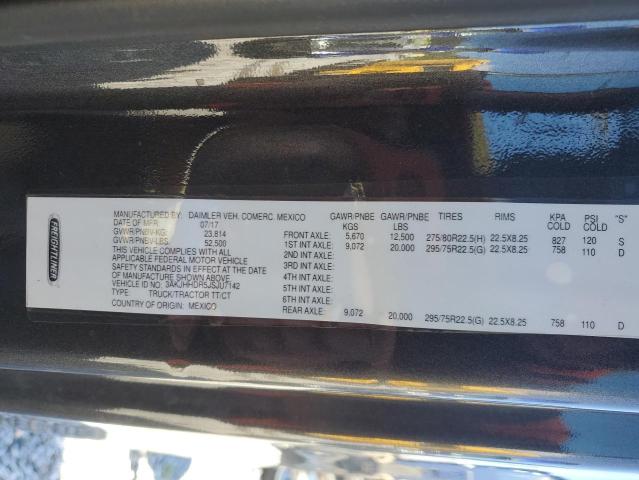 FREIGHTLINER
MANUFACTURED BY: DAIMLER VEH. COMERC. MEXICO
DATE OF MFR: 07/17
GVWR/PNBV-KG: 23,814
GVWR/PNBV-LBS: 52,500
THIS VEHICLE COMPLIES WITH ALL
APPLICABLE FEDERAL MOTOR VEHICLE
SAFETY STANDARDS IN EFFECT ON THE DATE
OF MANUFACTURE SHOWN ABOVE
VEHICLE ID NO.: 3AKJHHDR5JSJU7142
TYPE: TRUCK/TRACTOR TT/CT
COUNTRY OF ORIGIN: MEXICO
GAWR/PNBE KGS GAWR/PNBE LBS TIRES RIMS KPA COLD PSI COLD "S"
FRONT AXLE: 5,670 12,500 275/80R22.5(H) 22.5X8.25 827 120 S
1ST INT AXLE: 9,072 20,000 295/75R22.5(G) 22.5X8.25 758 110 D
2ND INT AXLE:
3RD INT AXLE:
4TH INT AXLE:
5TH INT AXLE:
6TH INT AXLE:
REAR AXLE: 9,072 20,000 295/75R22.5(G) 22.5X8.25 758 110 D